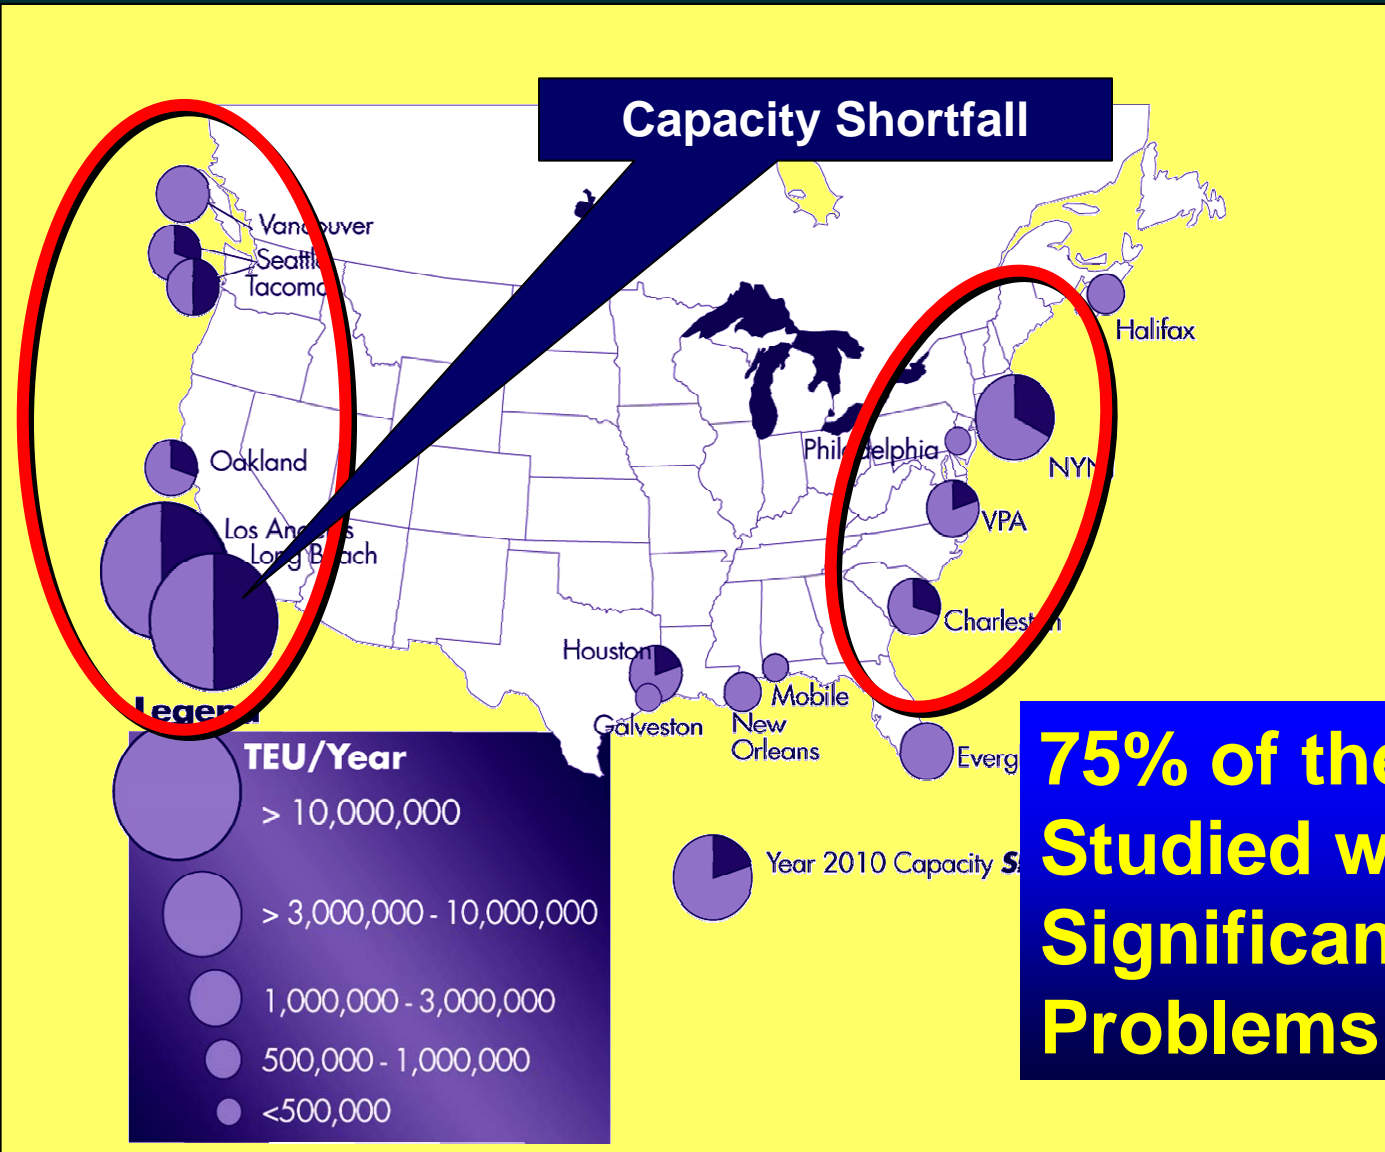 Capacity Shortfall
Vancouver
Seattle
Tacoma
Halifax
Philadelphia
NYN
Oakland
VPA
Los Angeles
Long Beach
Charleston
Houston
Mobile
Galveston
New
Orleans
Everg
Legend
TEU/Year
> 10,000,000
> 3,000,000 - 10,000,000
1,000,000 - 3,000,000
500,000 - 1,000,000
<500,000
Year 2010 Capacity
75% of the
Studied w
Significan
Problems